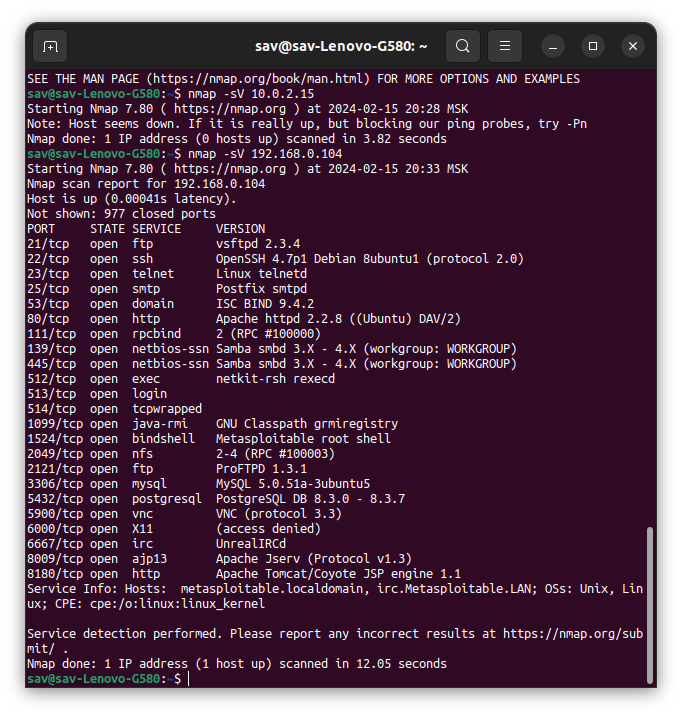 sav@sav-Lenovo-G580: ~
SEE THE MAN PAGE (https://nmap.org/book/man.html) FOR MORE OPTIONS AND EXAMPLES
sav@sav-Lenovo-G580:~$ nmap -sV 10.0.2.15
Starting Nmap 7.80 ( https://nmap.org ) at 2024-02-15 20:28 MSK
Note: Host seems down. If it is really up, but blocking our ping probes, try -Pn
Nmap done: 1 IP address (0 hosts up) scanned in 3.82 seconds
sav@sav-Lenovo-G580:~$ nmap -sV 192.168.0.104
Starting Nmap 7.80 ( https://nmap.org ) at 2024-02-15 20:33 MSK
Nmap scan report for 192.168.0.104
Host is up (0.00041s latency).
Not shown: 977 closed ports
PORT     STATE SERVICE     VERSION
21/tcp   open  ftp         vsftpd 2.3.4
22/tcp   open  ssh         OpenSSH 4.7p1 Debian 8ubuntu1 (protocol 2.0)
23/tcp   open  telnet      Linux telnetd
25/tcp   open  smtp        Postfix smtpd
53/tcp   open  domain      ISC BIND 9.4.2
80/tcp   open  http        Apache httpd 2.2.8 ((Ubuntu) DAV/2)
111/tcp  open  rpcbind     2 (RPC #100000)
139/tcp  open  netbios-ssn Samba smbd 3.X - 4.X (workgroup: WORKGROUP)
445/tcp  open  netbios-ssn Samba smbd 3.X - 4.X (workgroup: WORKGROUP)
512/tcp  open  exec        netkit-rsh rexecd
513/tcp  open  login
514/tcp  open  tcpwrapped
1099/tcp open  java-rmi    GNU Classpath grmiregistry
1524/tcp open  bindshell   Metasploitable root shell
2049/tcp open  nfs         2-4 (RPC #100003)
2121/tcp open  ftp         ProFTPD 1.3.1
3306/tcp open  mysql       MySQL 5.0.51a-3ubuntu5
5432/tcp open  postgresql  PostgreSQL DB 8.3.0 - 8.3.7
5900/tcp open  vnc         VNC (protocol 3.3)
6000/tcp open  X11         (access denied)
6667/tcp open  irc         UnrealIRCd
8009/tcp open  ajp13       Apache Jserv (Protocol v1.3)
8180/tcp open  http        Apache Tomcat/Coyote JSP engine 1.1
Service Info: Hosts:  metasploitable.localdomain, irc.Metasploitable.LAN; OSs: Unix, Lin
ux; CPE: cpe:/o:linux:linux_kernel
Service detection performed. Please report any incorrect results at https://nmap.org/sub
mit/ .
Nmap done: 1 IP address (1 host up) scanned in 12.05 seconds
sav@sav-Lenovo-G580:~$